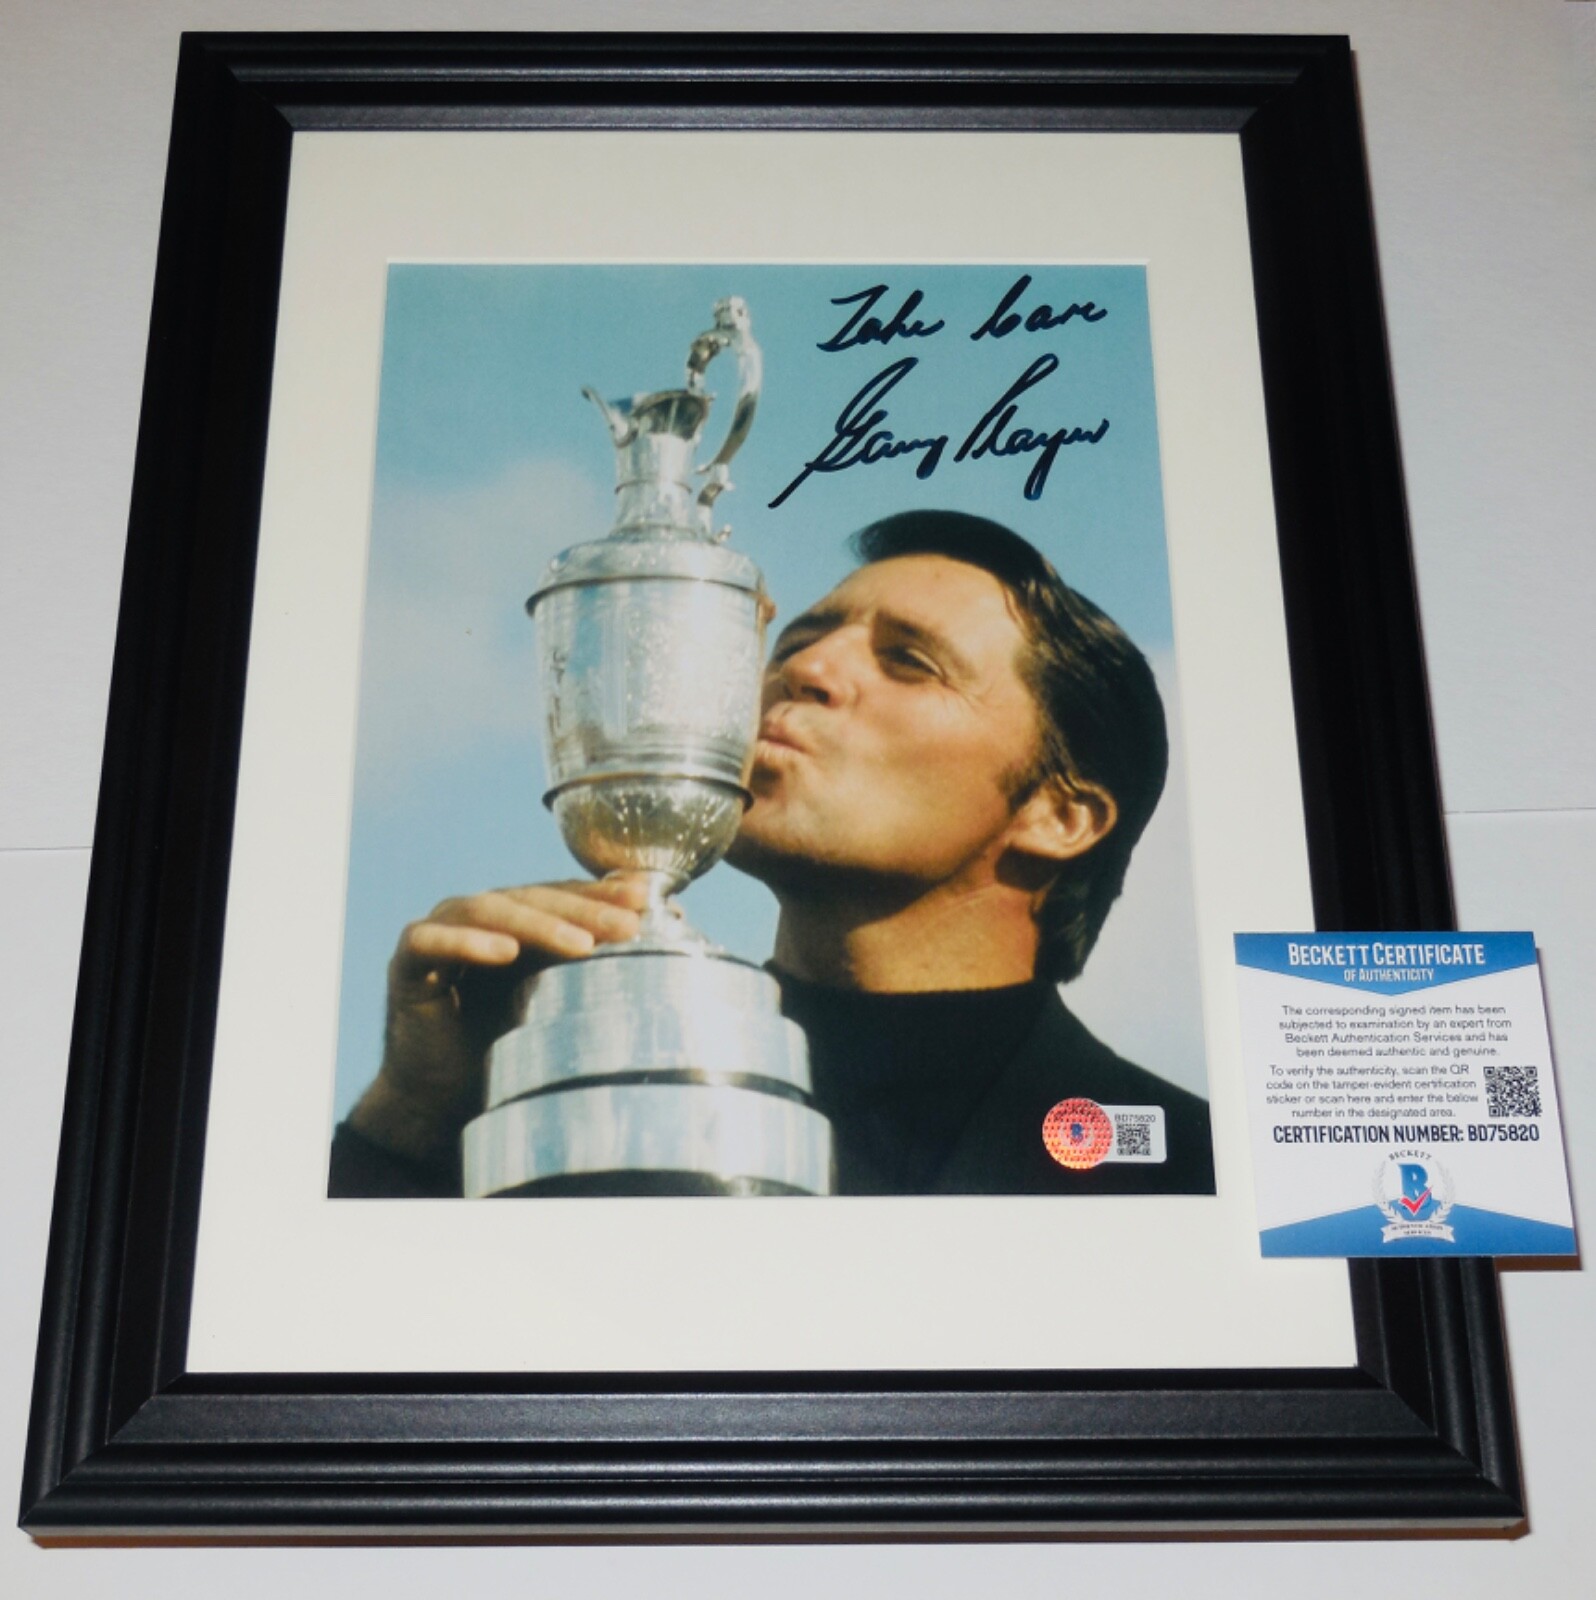 Take Care
Gary Player
BD75820
B
BECKETT CERTIFICATE
OF AUTHENTICITY
The corresponding signed item has been
subjected to examination by an expert from
Beckett Authentication Services and has
been deemed authentic and genuine.
To verify the authenticity, scan the QR
code on the tamper-evident certification
sticker or scan here and enter the below
number in the designated area.
CERTIFICATION NUMBER: BD75820
BECKETT
B
AUTHENTICATION
SERVICES